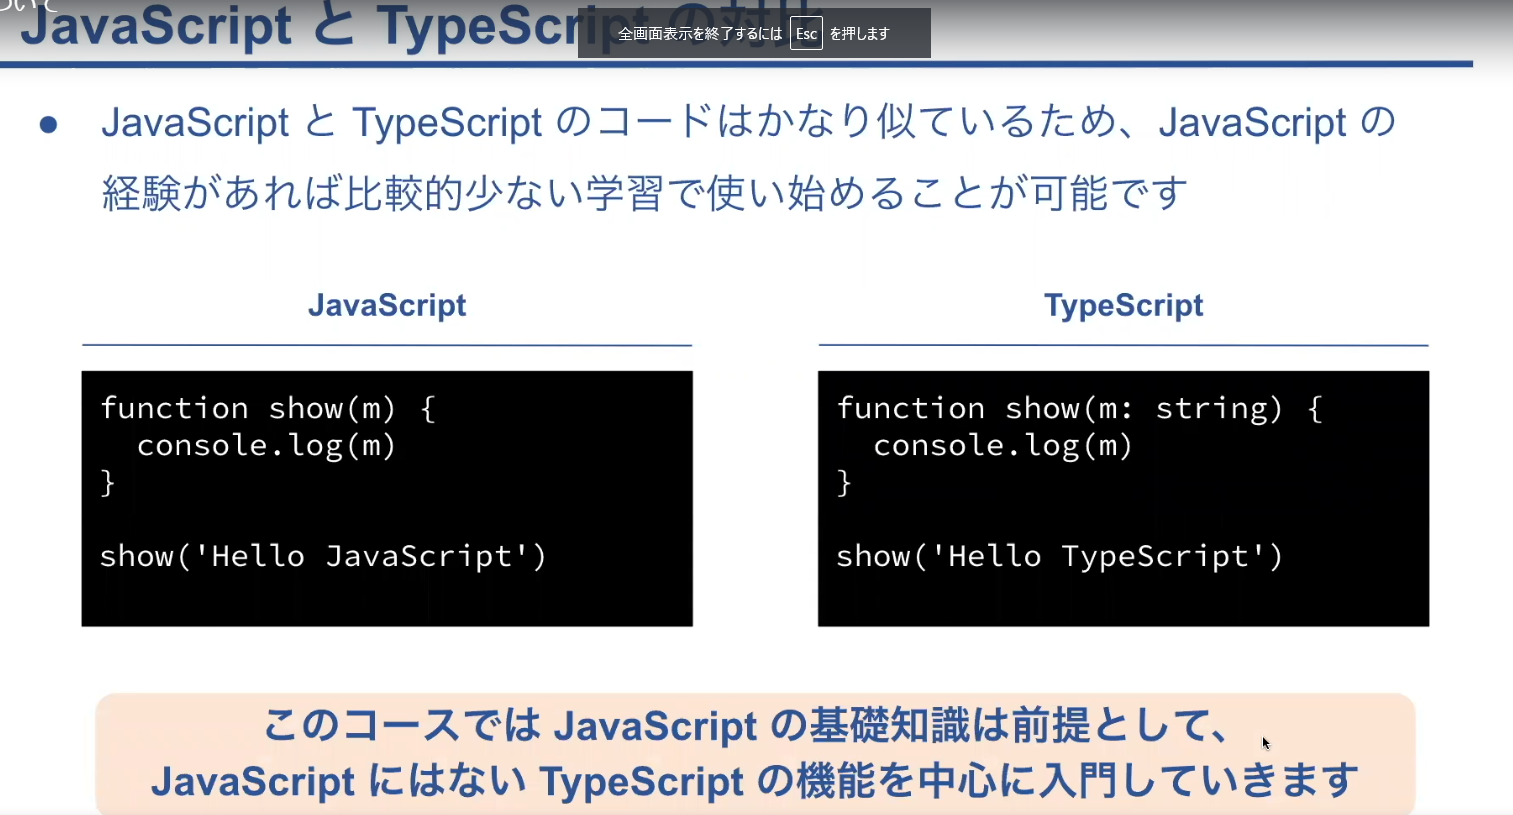 JavaScript と TypeScript の対比
全画面表示を終了するには Esc を押します
● JavaScript と TypeScript のコードはかなり似ているため、JavaScript の
経験があれば比較的少ない学習で使い始めることが可能です
JavaScript
function show(m) {
  console.log(m)
}
show('Hello JavaScript')
TypeScript
function show(m: string) {
  console.log(m)
}
show('Hello TypeScript')
このコースでは JavaScript の基礎知識は前提として、
JavaScript にはない TypeScript の機能を中心に入門していきます